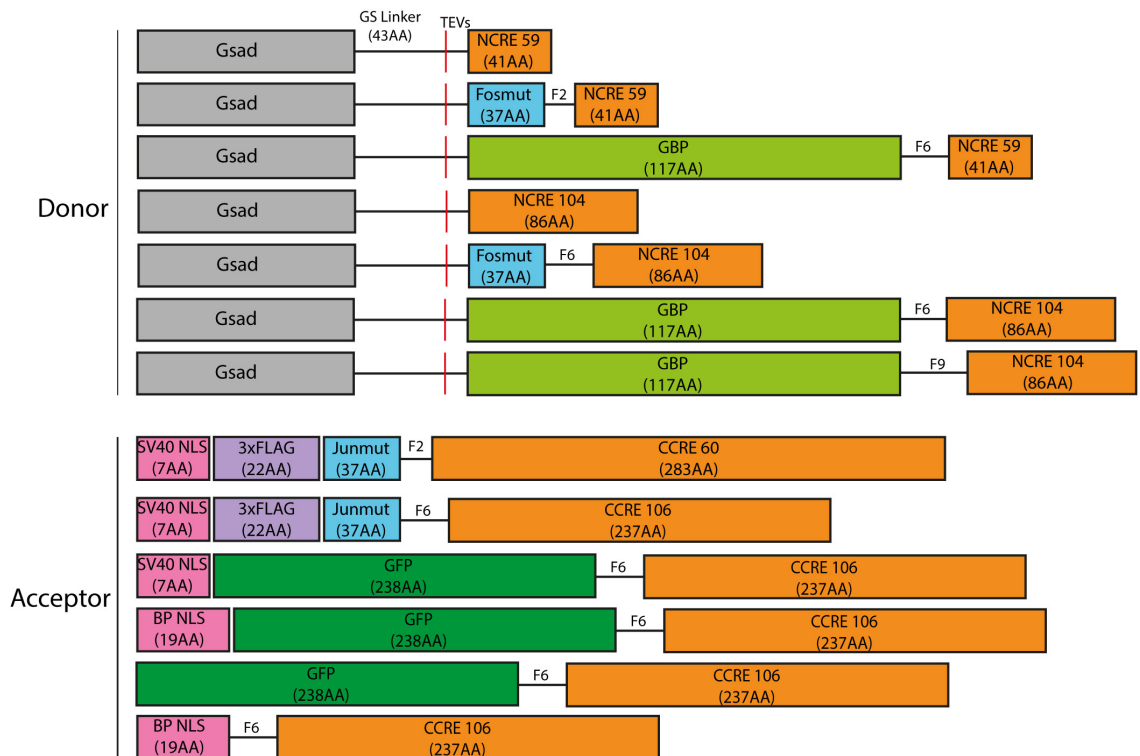 GS Linker
(43AA)
TEVs
Gsad
NCRE 59
(41AA)
Gsad
Fosmut
(37AA)
F2
NCRE 59
(41AA)
Gsad
GBP
(117AA)
F6
NCRE 59
(41AA)
Donor
Gsad
NCRE 104
(86AA)
Gsad
Fosmut
(37AA)
F6
NCRE 104
(86AA)
Gsad
GBP
(117AA)
F6
NCRE 104
(86AA)
Gsad
GBP
(117AA)
F9
NCRE 104
(86AA)
SV40 NLS
(7AA)
3xFLAG
(22AA)
Junmut
(37AA)
F2
CCRE 60
(283AA)
SV40 NLS
(7AA)
3xFLAG
(22AA)
Junmut
(37AA)
F6
CCRE 106
(237AA)
SV40 NLS
(7AA)
GFP
(238AA)
F6
CCRE 106
(237AA)
Acceptor
BP NLS
(19AA)
GFP
(238AA)
F6
CCRE 106
(237AA)
GFP
(238AA)
F6
CCRE 106
(237AA)
BP NLS
(19AA)
F6
CCRE 106
(237AA)